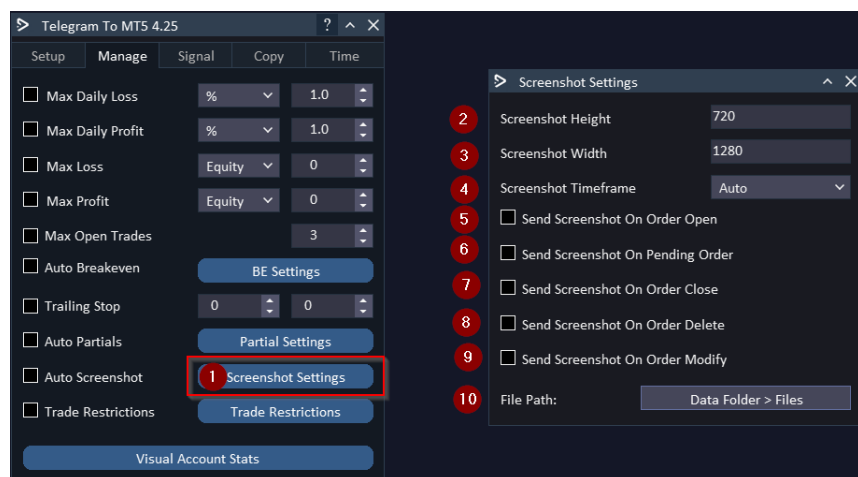 Telegram To MT5 4.25 ?
Setup Manage Signal Copy Time
Max Daily Loss % 1.0
Max Daily Profit % 1.0
Max Loss Equity 0
Max Profit Equity 0
Max Open Trades 3
Auto Breakeven BE Settings
Trailing Stop 0 0
Auto Partials Partial Settings
Auto Screenshot 1 Screenshot Settings
Trade Restrictions Trade Restrictions
Visual Account Stats
Screenshot Settings
2 Screenshot Height 720
3 Screenshot Width 1280
4 Screenshot Timeframe Auto
5 Send Screenshot On Order Open
6 Send Screenshot On Pending Order
7 Send Screenshot On Order Close
8 Send Screenshot On Order Delete
9 Send Screenshot On Order Modify
10 File Path: Data Folder > Files